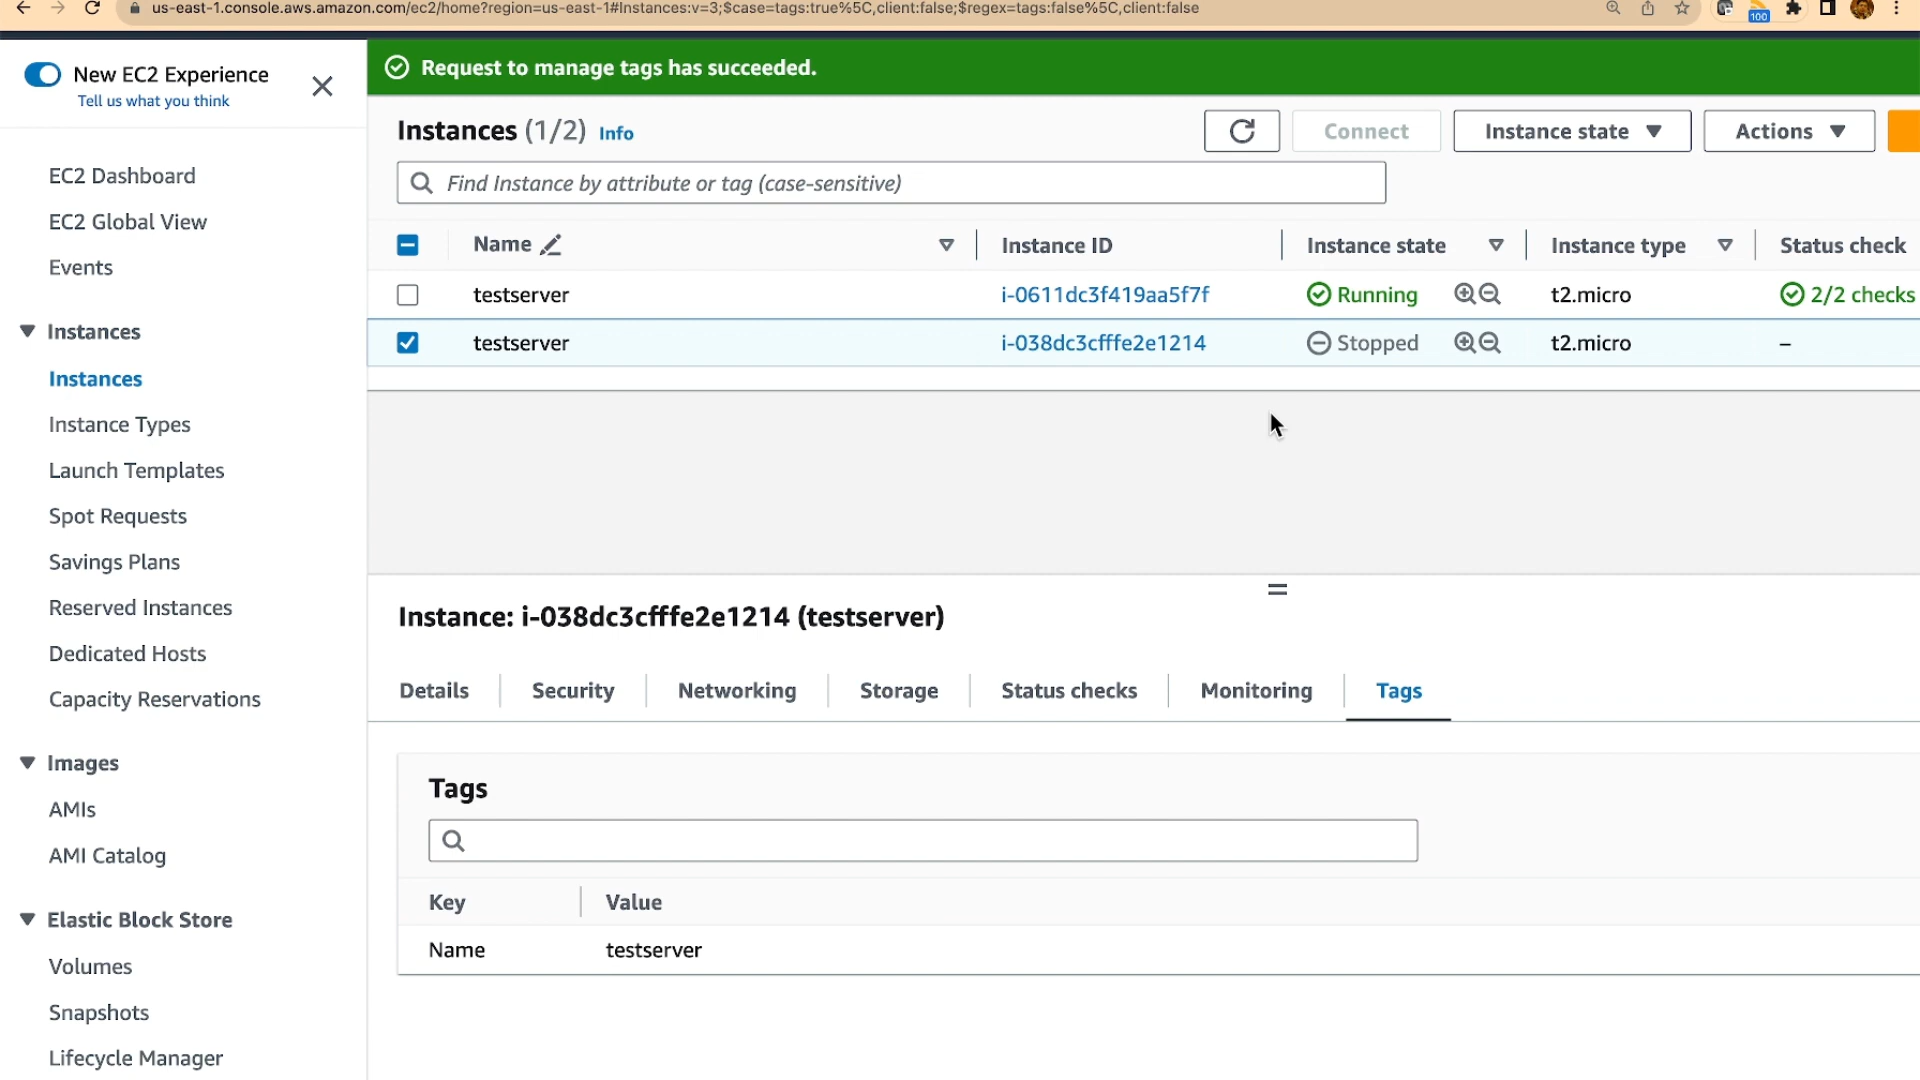 us-east-1.console.aws.amazon.com/ec2/home?region=us-east-1#Instances:v=3;$case=tags:true%5C,client:false;$regex=tags:false%5C,client:false
100
New EC2 Experience
Tell us what you think
Request to manage tags has succeeded.
Instances (1/2) Info
Connect
Instance state
Actions
Find Instance by attribute or tag (case-sensitive)
Name Instance ID Instance state Instance type Status check
testserver i-0611dc3f419aa5f7f Running t2.micro 2/2 checks
testserver i-038dc3cfffe2e1214 Stopped t2.micro –
EC2 Dashboard
EC2 Global View
Events
Instances
Instances
Instance Types
Launch Templates
Spot Requests
Savings Plans
Reserved Instances
Dedicated Hosts
Capacity Reservations
Images
AMIs
AMI Catalog
Elastic Block Store
Volumes
Snapshots
Lifecycle Manager
Instance: i-038dc3cfffe2e1214 (testserver)
Details Security Networking Storage Status checks Monitoring Tags
Tags
Key Value
Name testserver